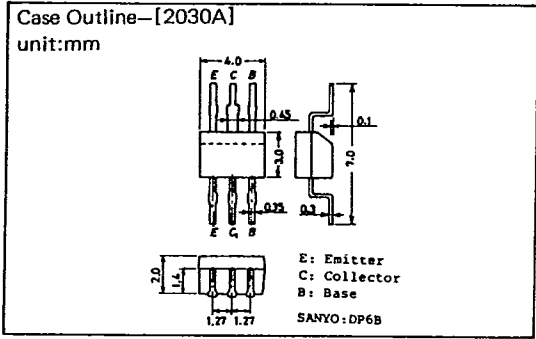 Case Outline—[2030A]
unit:mm
4.0
E C B
0.45
0.1
3.0
7.0
0.35
0.3
E C B
2.0
1.4
1.27 1.27
E: Emitter
C: Collector
B: Base
SANYO:DP6B